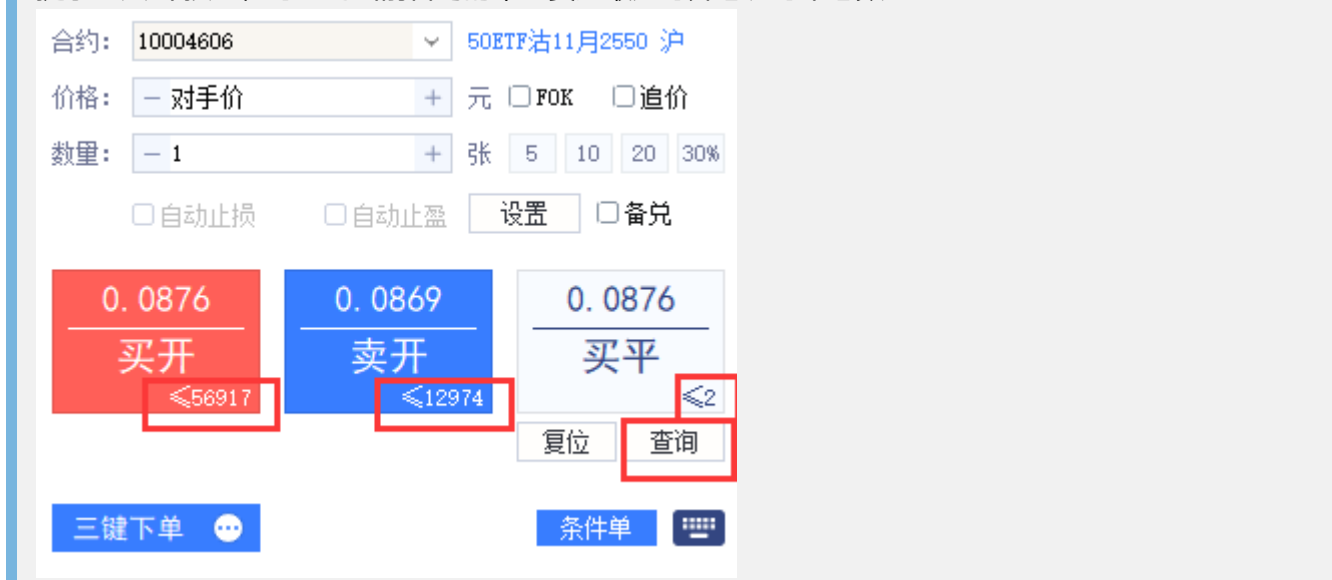 合约: 10004606 50ETF沽11月2550 沪
价格: － 对手价 ＋ 元 FOK 追价
数量: － 1 ＋ 张 5 10 20 30%
自动止损 自动止盈 设置 备兑
0.0876 0.0869 0.0876
买开 卖开 买平
≤56917 ≤12974 ≤2
复位 查询
三键下单 条件单